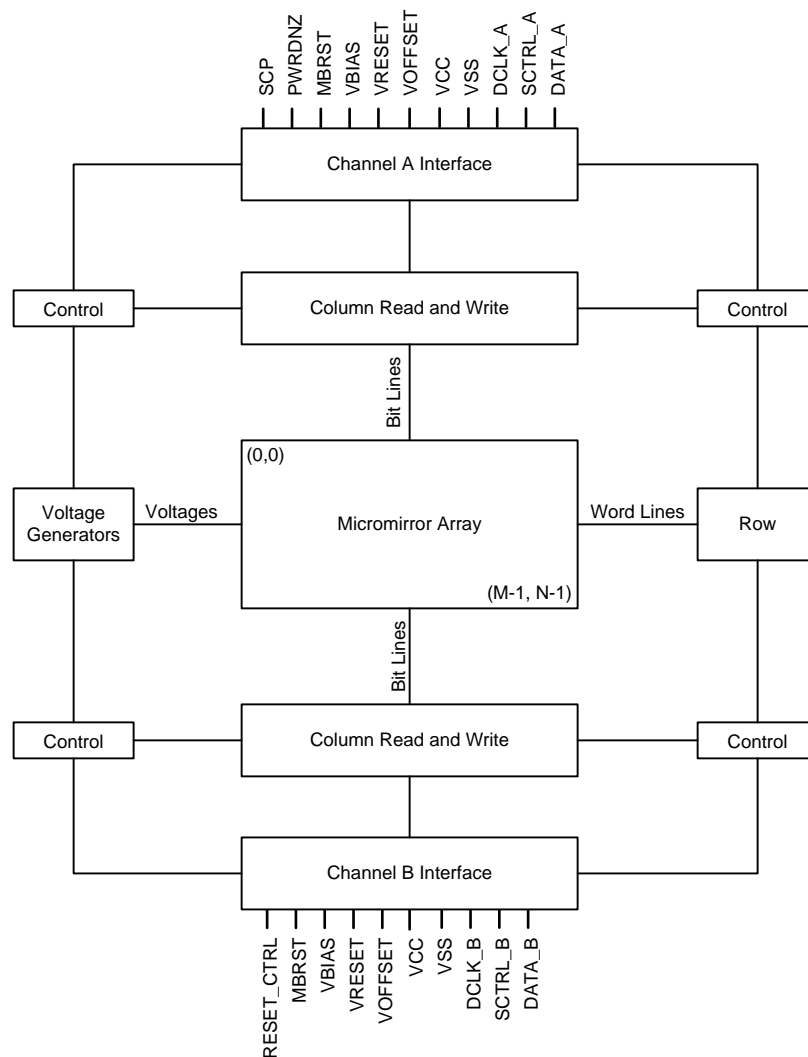 SCP
PWRDNZ
MBRST
VBIAS
VRESET
VOFFSET
VCC
VSS
DCLK_A
SCTRL_A
DATA_A
Channel A Interface
Control
Column Read and Write
Control
Bit Lines
(0,0)
Voltage
Generators
Voltages
Micromirror Array
Word Lines
Row
(M-1, N-1)
Bit Lines
Control
Column Read and Write
Control
Channel B Interface
RESET_CTRL
MBRST
VBIAS
VRESET
VOFFSET
VCC
VSS
DCLK_B
SCTRL_B
DATA_B